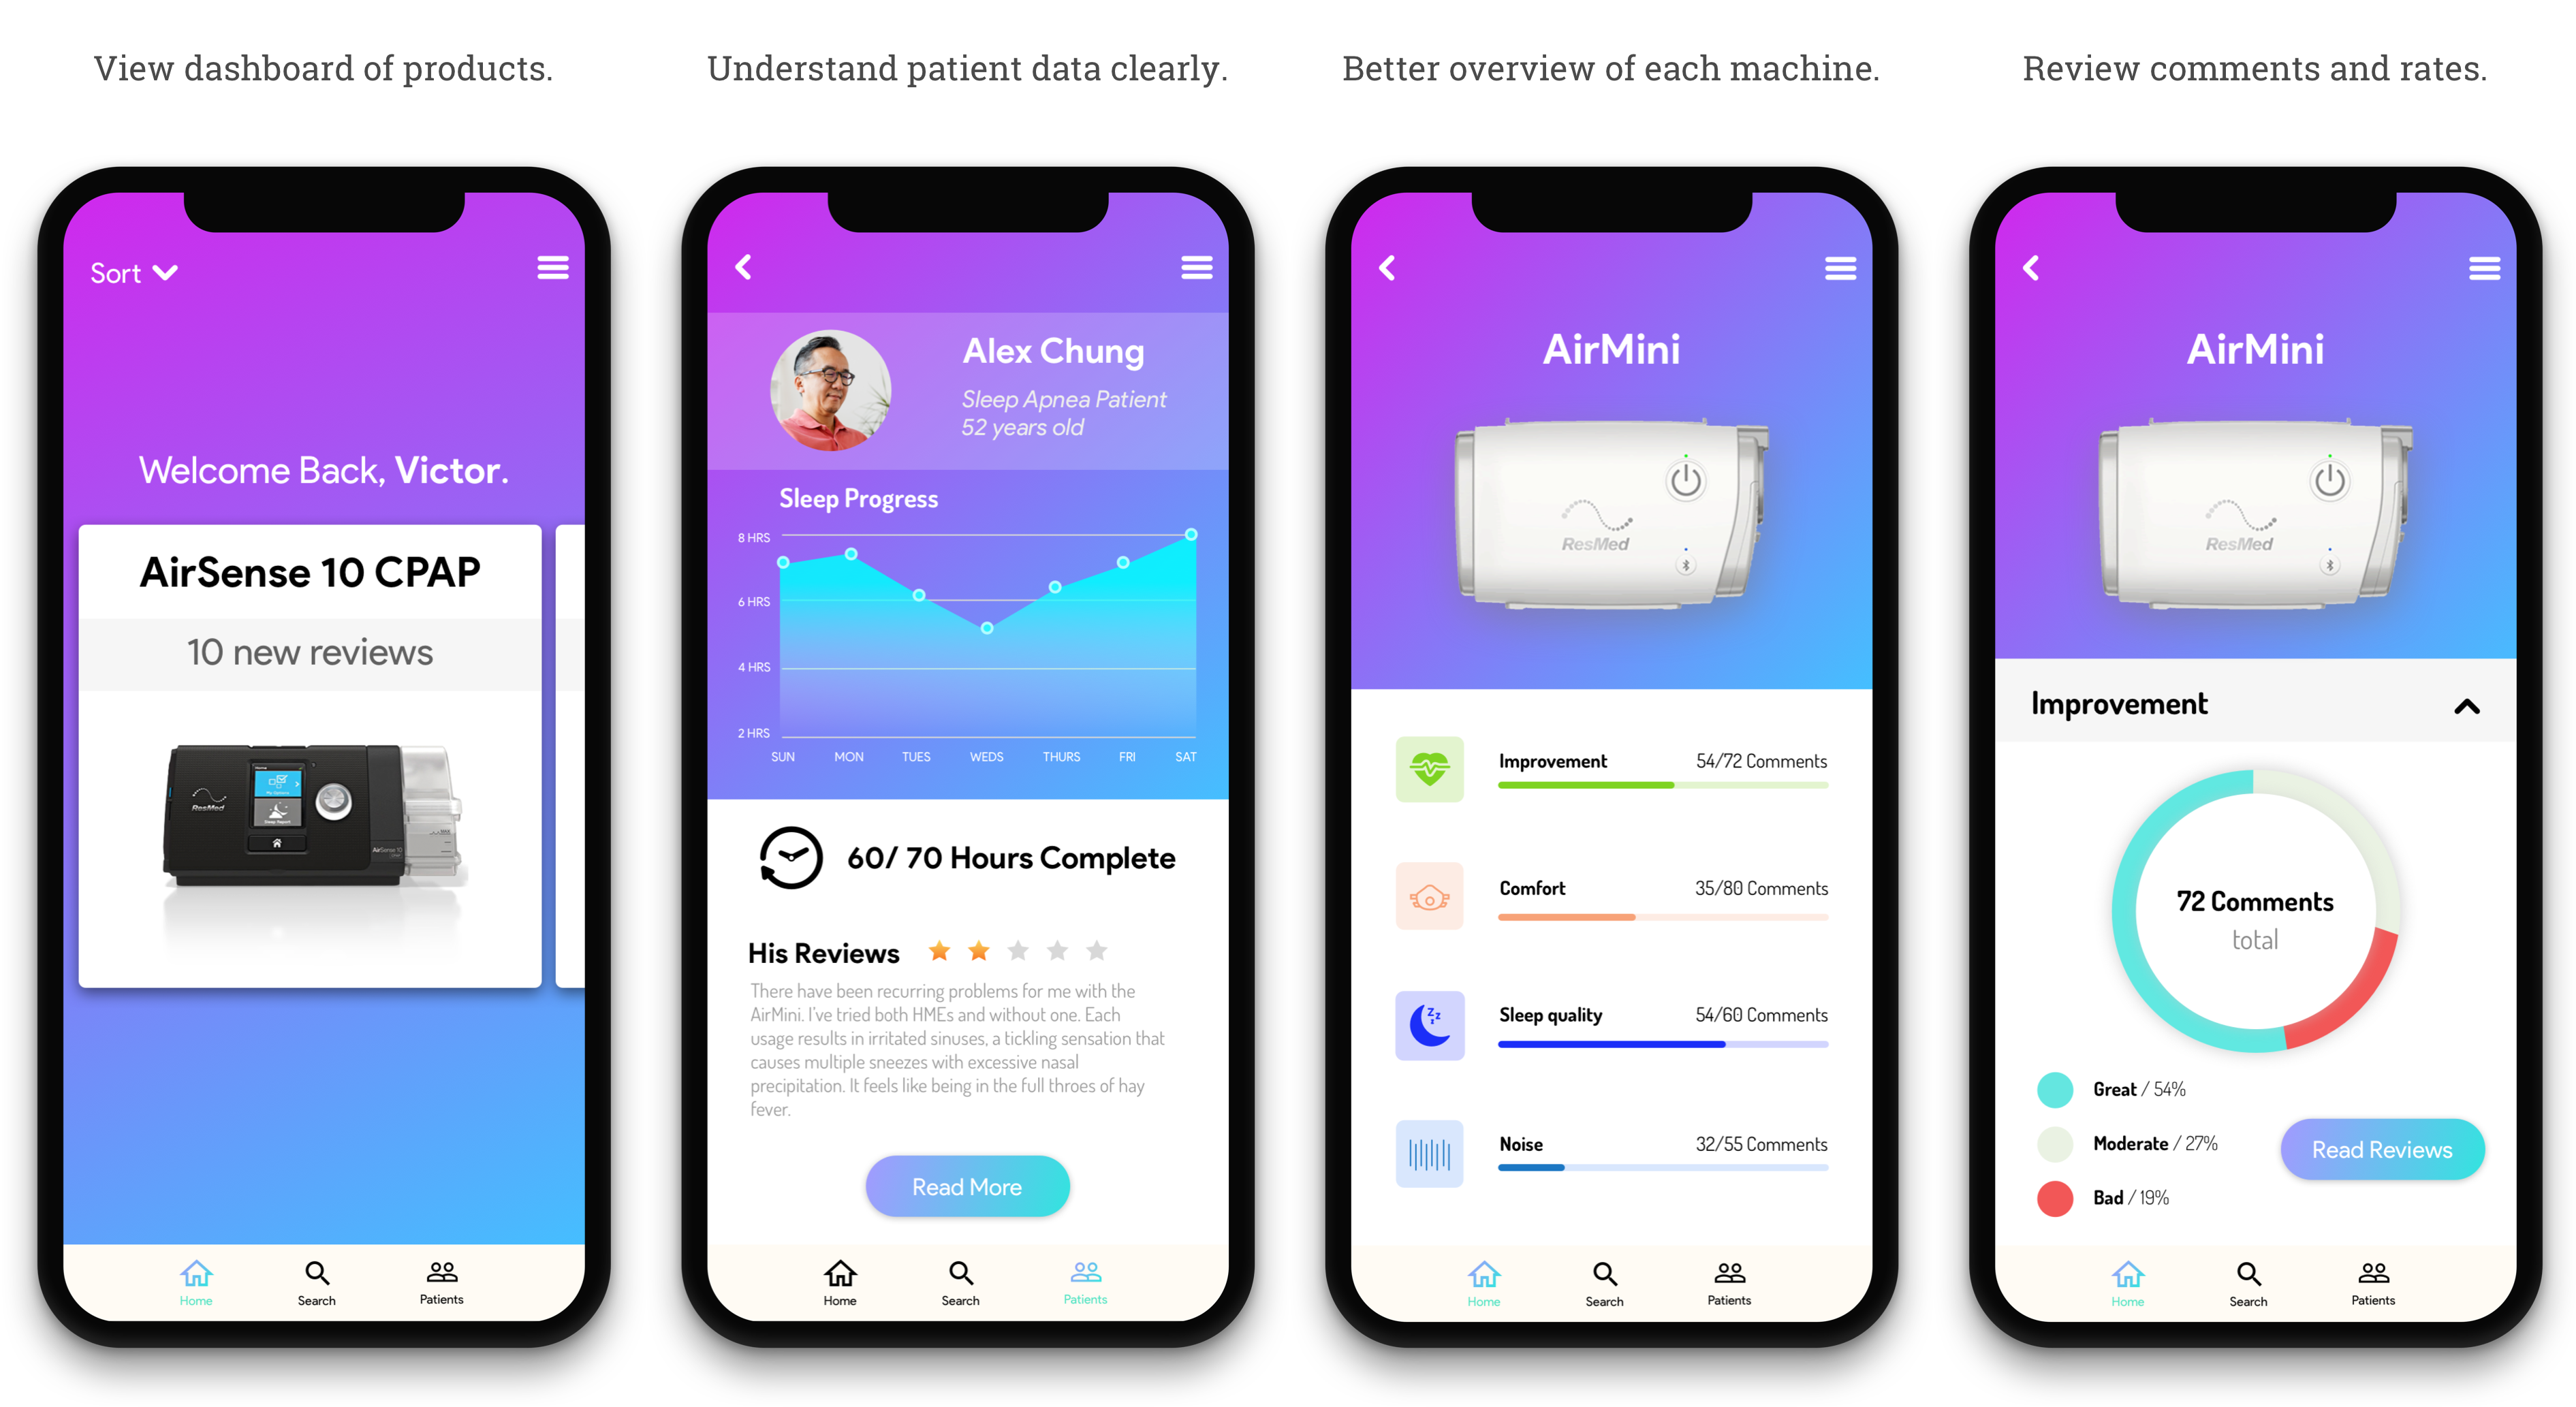 View dashboard of products.
Understand patient data clearly.
Better overview of each machine.
Review comments and rates.
Sort
Welcome Back, Victor.
AirSense 10 CPAP
10 new reviews
ResMed
My Options
Sleep Report
AirSense 10
Home
Search
Patients
Alex Chung
Sleep Apnea Patient
52 years old
Sleep Progress
8 HRS
6 HRS
4 HRS
2 HRS
SUN MON TUES WEDS THURS FRI SAT
60/ 70 Hours Complete
His Reviews
There have been recurring problems for me with the
AirMini. I've tried both HMEs and without one. Each
usage results in irritated sinuses, a tickling sensation that
causes multiple sneezes with excessive nasal
precipitation. It feels like being in the full throes of hay
fever.
Read More
Home
Search
Patients
AirMini
ResMed
Improvement 54/72 Comments
Comfort 35/80 Comments
Sleep quality 54/60 Comments
Zzz
Noise 32/55 Comments
Home
Search
Patients
AirMini
ResMed
Improvement
72 Comments
total
Great / 54%
Moderate / 27%
Bad / 19%
Read Reviews
Home
Search
Patients